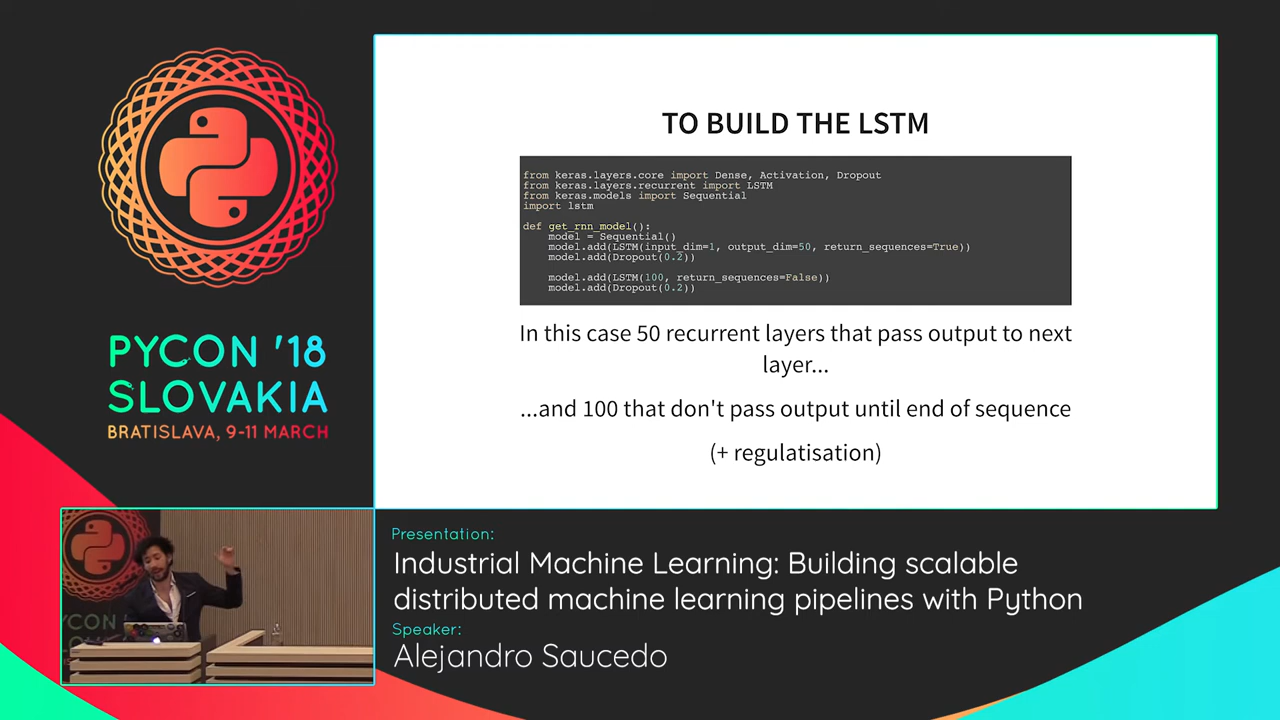 PYCON '18
SLOVAKIA
BRATISLAVA, 9-11 MARCH
TO BUILD THE LSTM
from keras.layers.core import Dense, Activation, Dropout
from keras.layers.recurrent import LSTM
from keras.models import Sequential
import lstm
def get_rnn_model():
model = Sequential()
model.add(LSTM(input_dim=1, output_dim=50, return_sequences=True))
model.add(Dropout(0.2))
model.add(LSTM(100, return_sequences=False))
model.add(Dropout(0.2))
In this case 50 recurrent layers that pass output to next
layer...
...and 100 that don't pass output until end of sequence
(+ regulatisation)
Presentation:
Industrial Machine Learning: Building scalable
distributed machine learning pipelines with Python
Speaker:
Alejandro Saucedo